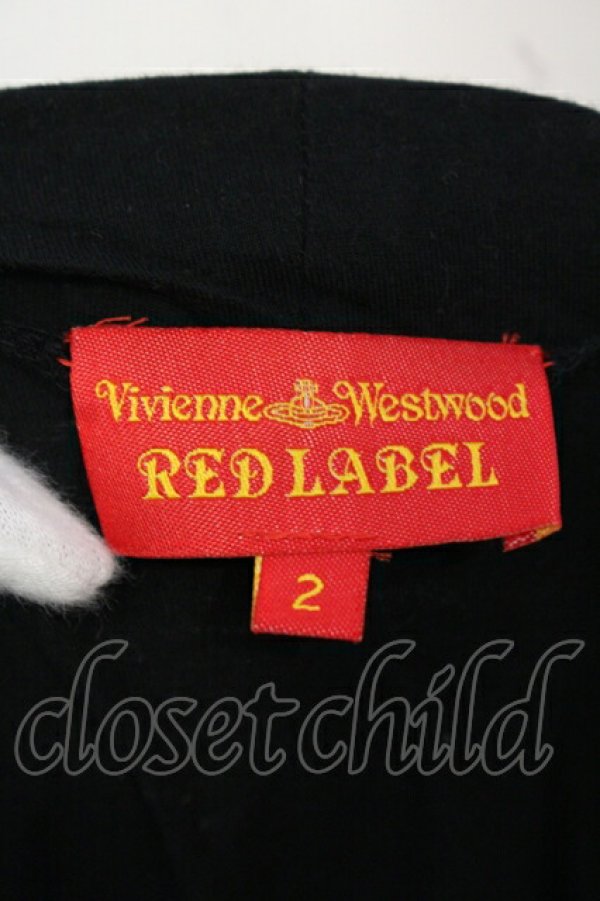 Vivienne Westwood
RED LABEL
2
closet child